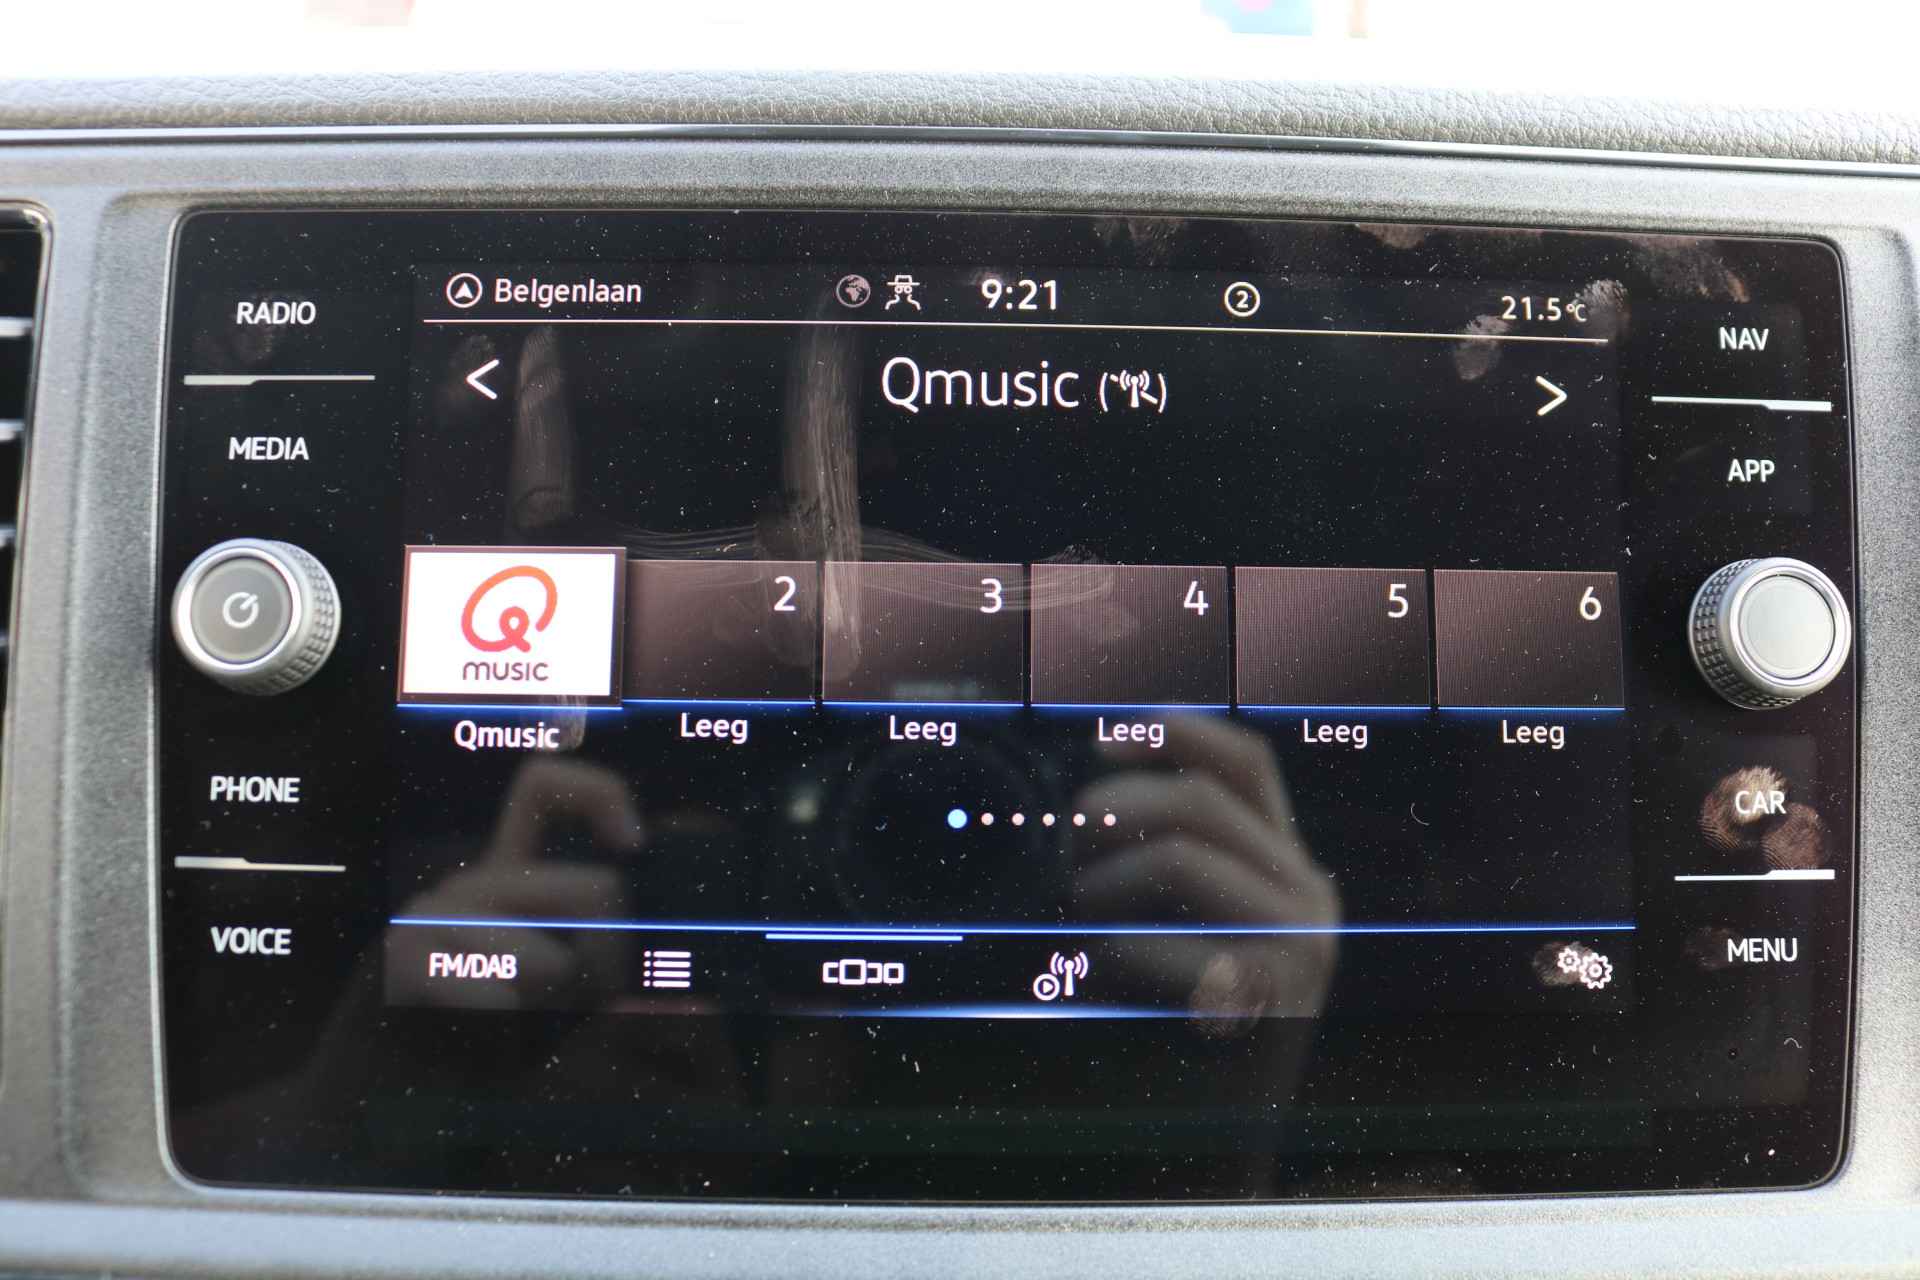 Belgenlaan 9:21 2 21.5°C
< Qmusic >
RADIO
MEDIA
PHONE
VOICE
NAV
APP
CAR
MENU
2 3 4 5 6
Q music
Qmusic Leeg Leeg Leeg Leeg Leeg
FM/DAB